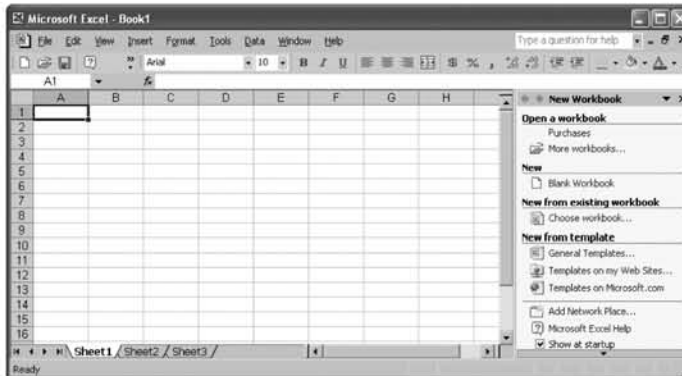 Microsoft Excel - Book1
File Edit View Insert Format Tools Data Window Help Type a question for help
Arial 10 B I U $ % ,
A1 fx
A B C D E F G H
1
2
3
4
5
6
7
8
9
10
11
12
13
14
15
16
Sheet1 Sheet2 Sheet3
Ready
New Workbook
Open a workbook
Purchases
More workbooks...
New
Blank Workbook
New from existing workbook
Choose workbook...
New from template
General Templates...
Templates on my Web Sites...
Templates on Microsoft.com
Add Network Place...
Microsoft Excel Help
Show at startup